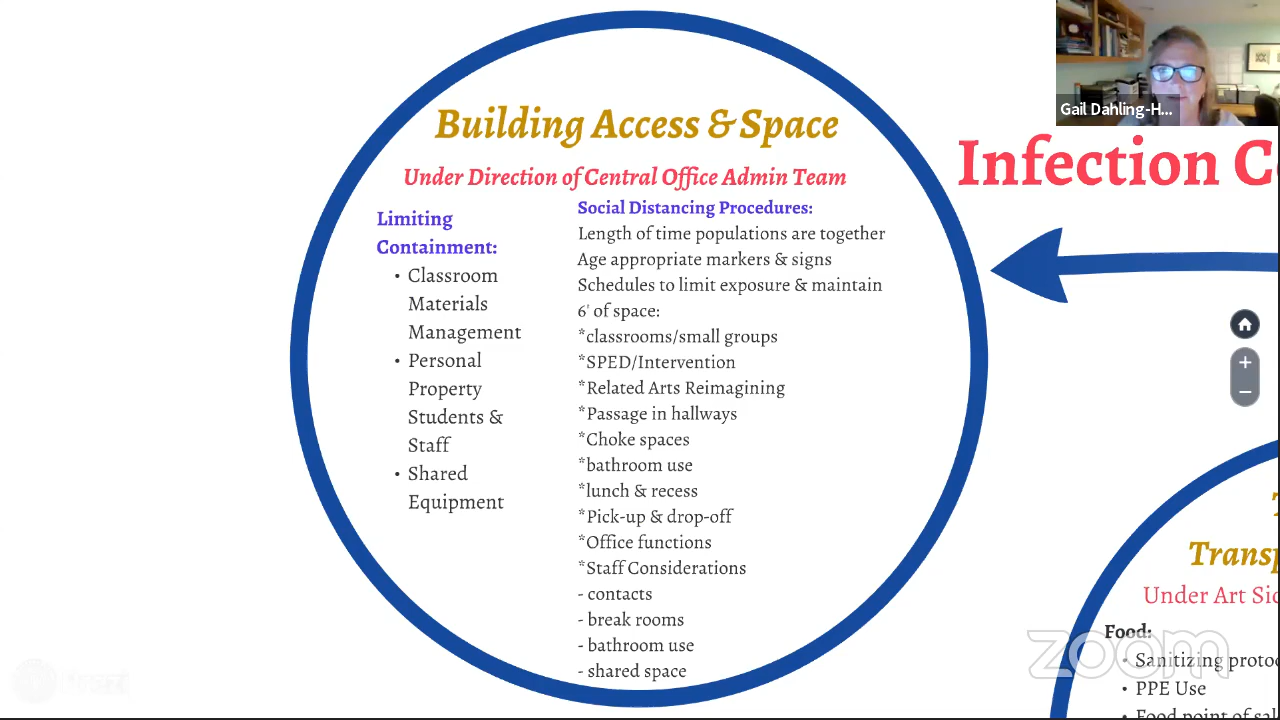 Gail Dahling-H...
Building Access & Space
Infection C
Under Direction of Central Office Admin Team
Limiting
Containment:
• Classroom
Materials
Management
• Personal
Property
Students &
Staff
• Shared
Equipment
Social Distancing Procedures:
Length of time populations are together
Age appropriate markers & signs
Schedules to limit exposure & maintain
6' of space:
*classrooms/small groups
*SPED/Intervention
*Related Arts Reimagining
*Passage in hallways
*Choke spaces
*bathroom use
*lunch & recess
*Pick-up & drop-off
*Office functions
*Staff Considerations
- contacts
- break rooms
- bathroom use
- shared space
Transp
Under Art Si
Food:
• Sanitizing proto
• PPE Use
• Food point of sal
zoom